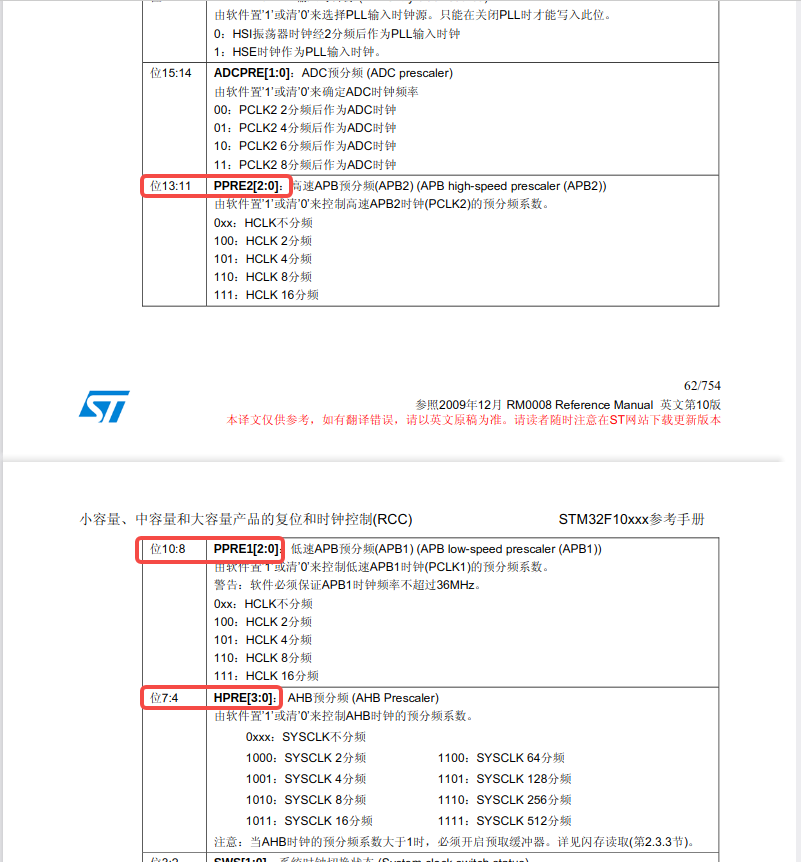 由软件置'1'或清'0'来选择PLL输入时钟源。只能在关闭PLL时才能写入此位。
0：HSI振荡器时钟经2分频后作为PLL输入时钟
1：HSE时钟作为PLL输入时钟。
位15:14 ADCPRE[1:0]：ADC预分频 (ADC prescaler)
由软件置'1'或清'0'来确定ADC时钟频率
00：PCLK2 2分频后作为ADC时钟
01：PCLK2 4分频后作为ADC时钟
10：PCLK2 6分频后作为ADC时钟
11：PCLK2 8分频后作为ADC时钟
位13:11 PPRE2[2:0]：高速APB预分频(APB2) (APB high-speed prescaler (APB2))
由软件置'1'或清'0'来控制高速APB2时钟(PCLK2)的预分频系数。
0xx：HCLK不分频
100：HCLK 2分频
101：HCLK 4分频
110：HCLK 8分频
111：HCLK 16分频
62/754
ST
参照2009年12月 RM0008 Reference Manual 英文第10版
本译文仅供参考，如有翻译错误，请以英文原稿为准。请读者随时注意在ST网站下载更新版本
小容量、中容量和大容量产品的复位和时钟控制(RCC) STM32F10xxx参考手册
位10:8 PPRE1[2:0]：低速APB预分频(APB1) (APB low-speed prescaler (APB1))
由软件置'1'或清'0'来控制低速APB1时钟(PCLK1)的预分频系数。
警告：软件必须保证APB1时钟频率不超过36MHz。
0xx：HCLK不分频
100：HCLK 2分频
101：HCLK 4分频
110：HCLK 8分频
111：HCLK 16分频
位7:4 HPRE[3:0]：AHB预分频 (AHB Prescaler)
由软件置'1'或清'0'来控制AHB时钟的预分频系数。
0xxx：SYSCLK不分频
1000：SYSCLK 2分频 1100：SYSCLK 64分频
1001：SYSCLK 4分频 1101：SYSCLK 128分频
1010：SYSCLK 8分频 1110：SYSCLK 256分频
1011：SYSCLK 16分频 1111：SYSCLK 512分频
注意：当AHB时钟的预分频系数大于1时，必须开启预取缓冲器。详见闪存读取(第2.3.3节)。
位3:2 SWS[1:0]：系统时钟切换状态 (System clock switch status)